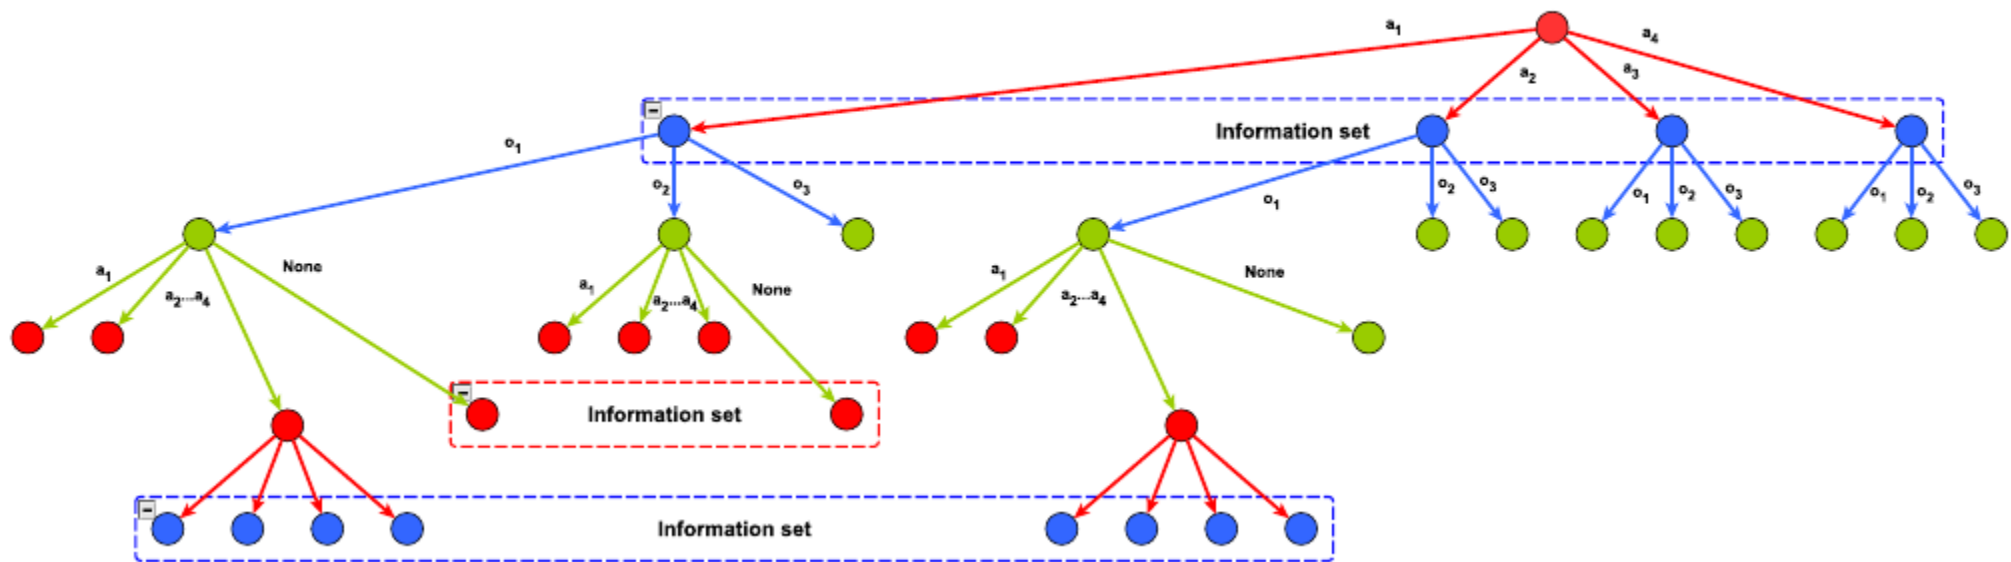 a1
a4
a2
a3
Information set
o1
o2
o3
o1
o2
o3
o1
o2
o3
o1
o2
o3
a1
a2...a4
None
a1
a2...a4
None
a1
a2...a4
None
Information set
Information set